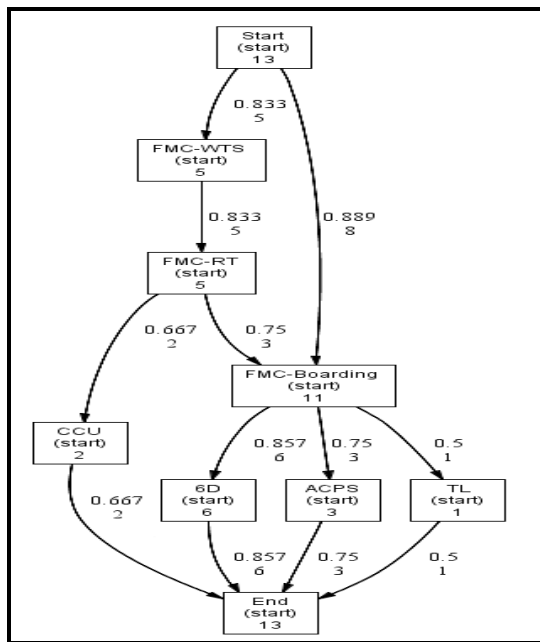 Start
(start)
13
0.833
5
FMC-WTS
(start)
5
0.833
5
0.889
8
FMC-RT
(start)
5
0.667
2
0.75
3
FMC-Boarding
(start)
11
CCU
(start)
2
0.857
6
0.75
3
0.5
1
6D
(start)
6
ACPS
(start)
3
TL
(start)
1
0.667
2
0.857
6
0.75
3
0.5
1
End
(start)
13